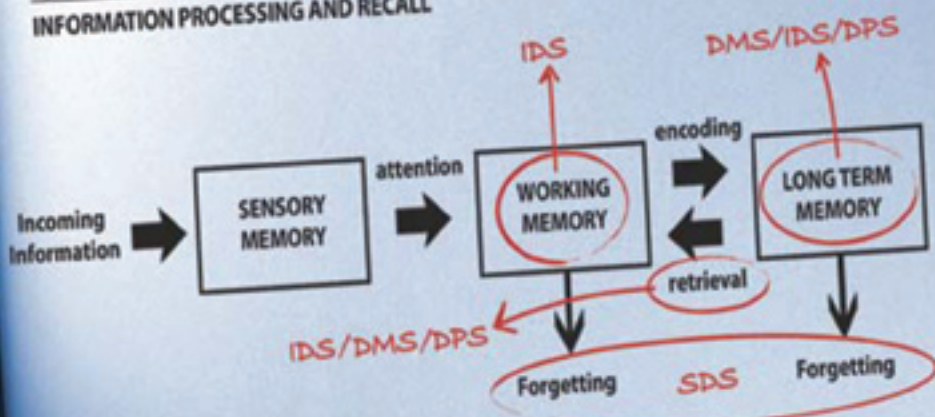 INFORMATION PROCESSING AND RECALL
IDS
DMS/IDS/DPS
attention
encoding
Incoming
Information
SENSORY
MEMORY
WORKING
MEMORY
LONG TERM
MEMORY
retrieval
IDS/DMS/DPS
Forgetting
SDS
Forgetting